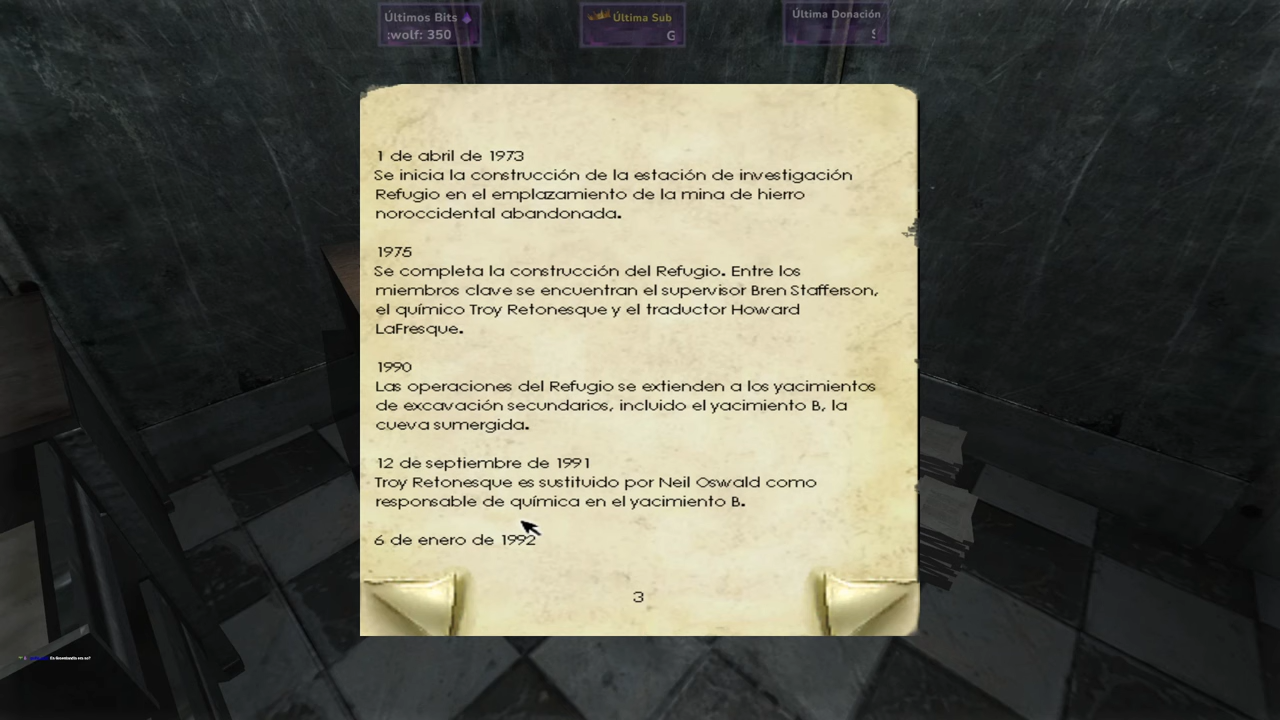 Últimos Bits
:wolf: 350
Última Sub
G
Última Donación
1 de abril de 1973
Se inicia la construcción de la estación de investigación
Refugio en el emplazamiento de la mina de hierro
noroccidental abandonada.
1975
Se completa la construcción del Refugio. Entre los
miembros clave se encuentran el supervisor Bren Stafferson,
el químico Troy Retonesque y el traductor Howard
LaFresque.
1990
Las operaciones del Refugio se extienden a los yacimientos
de excavación secundarios, incluido el yacimiento B, la
cueva sumergida.
12 de septiembre de 1991
Troy Retonesque es sustituido por Neil Oswald como
responsable de química en el yacimiento B.
6 de enero de 1992
3